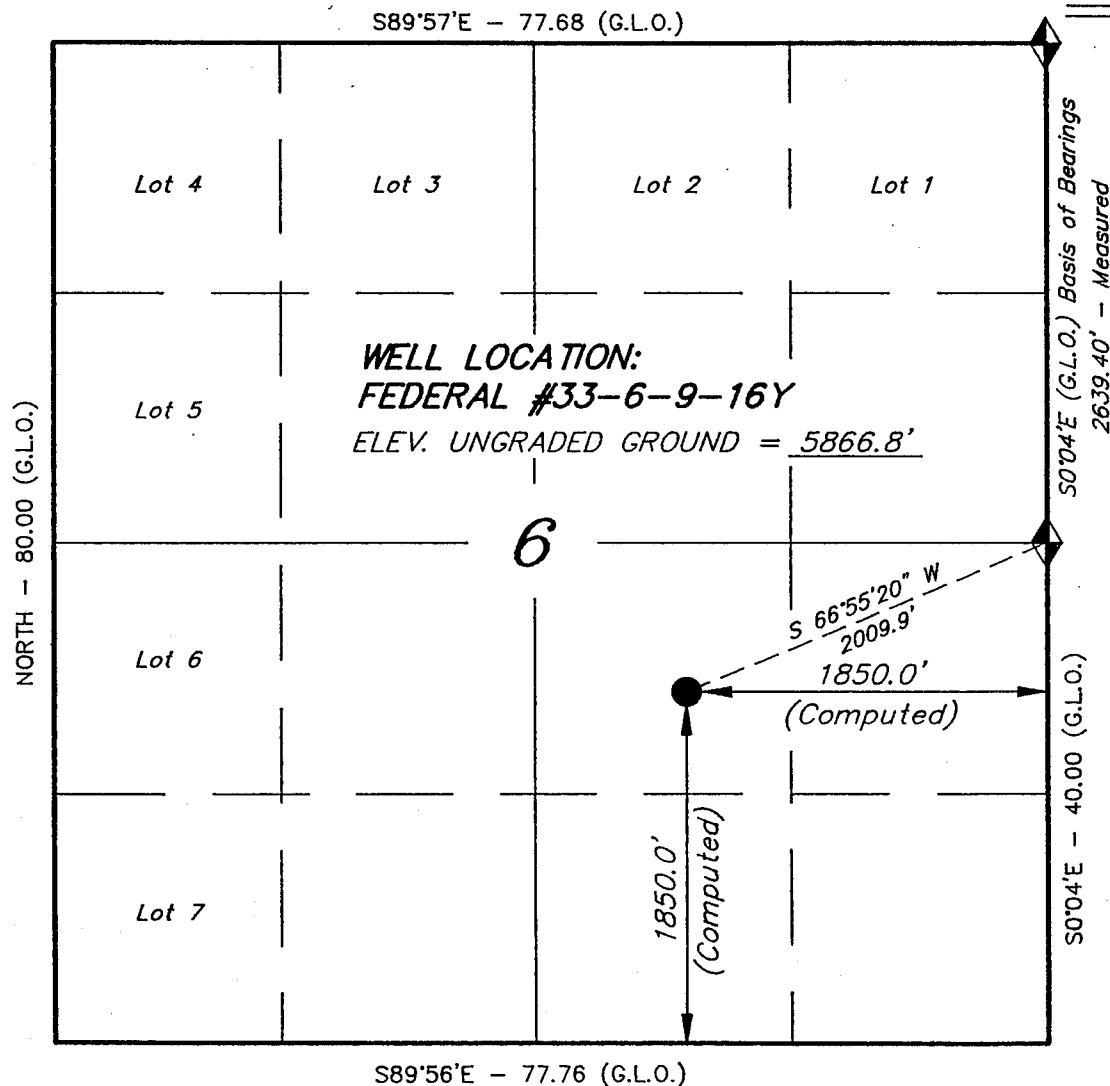 S89°57'E - 77.68 (G.L.O.)
Lot 4
Lot 3
Lot 2
Lot 1
S0°04'E (G.L.O.) Basis of Bearings
2639.40' - Measured
WELL LOCATION:
FEDERAL #33-6-9-16Y
ELEV. UNGRADED GROUND = 5866.8'
Lot 5
NORTH - 80.00 (G.L.O.)
6
S 66°55'20" W
2009.9'
Lot 6
1850.0'
(Computed)
S0°04'E - 40.00 (G.L.O.)
1850.0'
(Computed)
Lot 7
S89°56'E - 77.76 (G.L.O.)